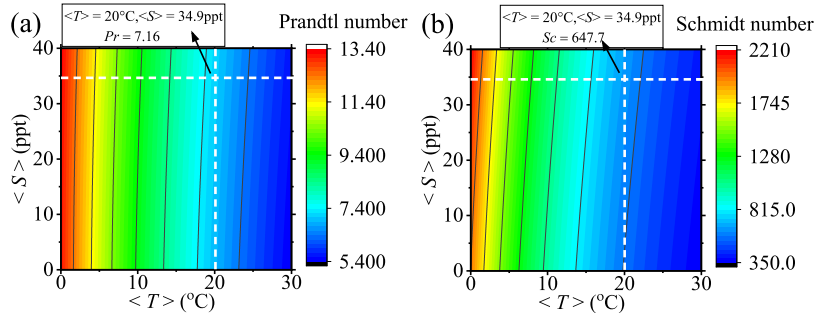 (a)
<T> = 20°C,<S> = 34.9ppt
Pr = 7.16
Prandtl number
40
30
20
10
0
< S > (ppt)
0
10
20
30
< T > (°C)
13.40
11.40
9.400
7.400
5.400
(b)
<T> = 20°C,<S> = 34.9ppt
Sc = 647.7
Schmidt number
40
30
20
10
0
< S > (ppt)
0
10
20
30
< T > (°C)
2210
1745
1280
815.0
350.0